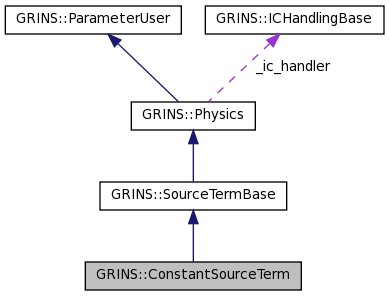 GRINS::ParameterUser
GRINS::ICHandlingBase
_ic_handler
GRINS::Physics
GRINS::SourceTermBase
GRINS::ConstantSourceTerm